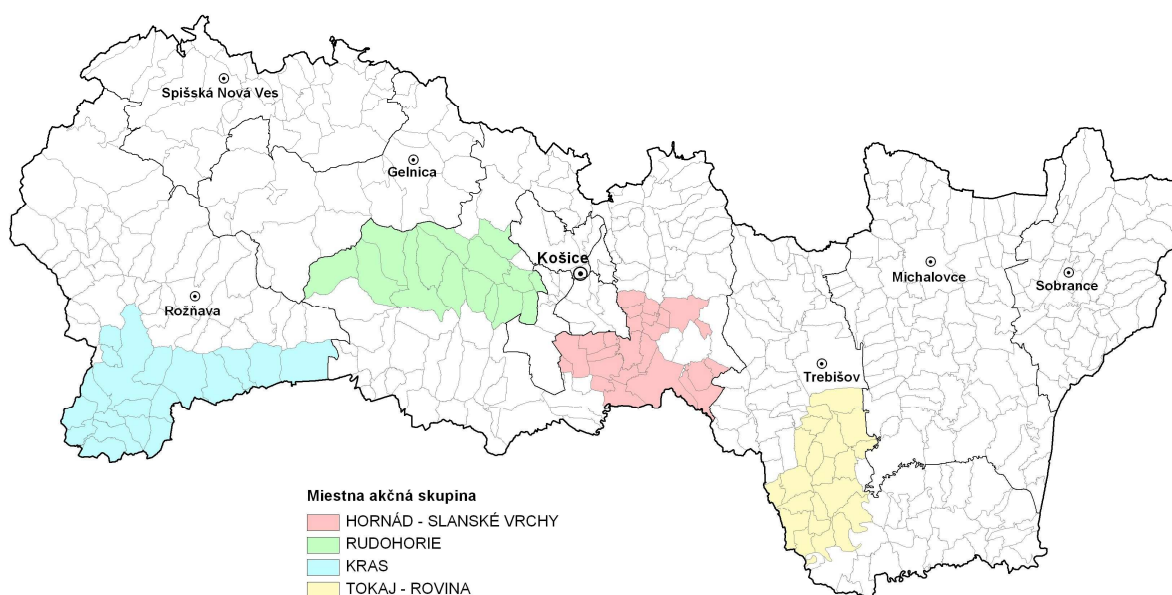 Spišská Nová Ves
Gelnica
Košice
Michalovce
Sobrance
Rožňava
Trebišov
Miestna akčná skupina
HORNÁD - SLANSKÉ VRCHY
RUDOHORIE
KRAS
TOKAJ - ROVINA